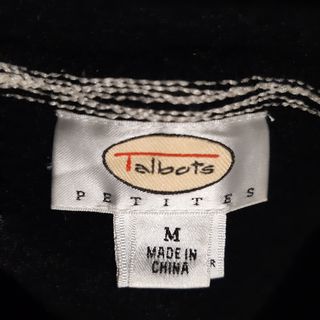 Talbots
PETITES
M
MADE IN
CHINA
R